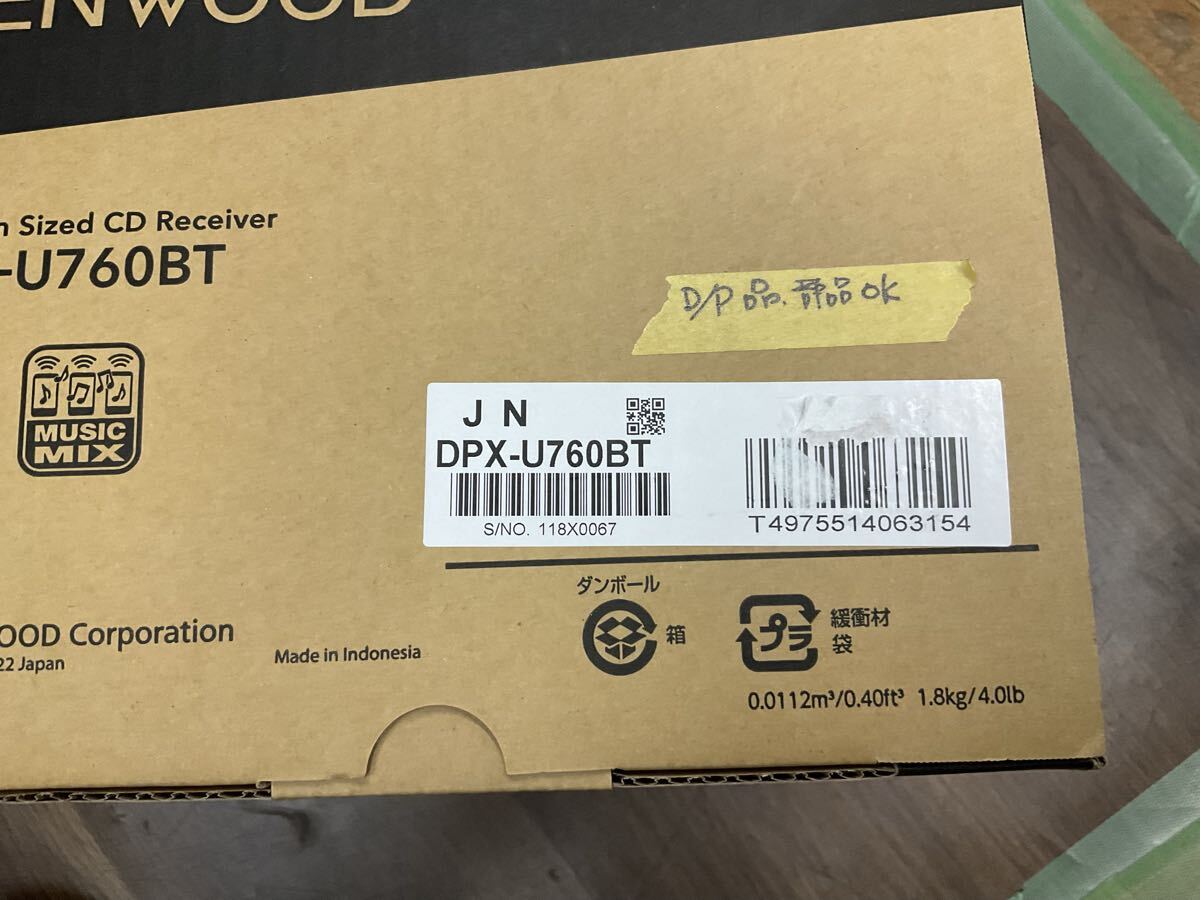 ENWOOD
n Sized CD Receiver
-U760BT
D/P品. 部品OK
MUSIC
MIX
J N
DPX-U760BT
S/NO. 118X0067
T4975514063154
ダンボール
箱
プラ
緩衝材
袋
OOD Corporation
22 Japan
Made in Indonesia
0.0112m³/0.40ft³ 1.8kg/4.0lb